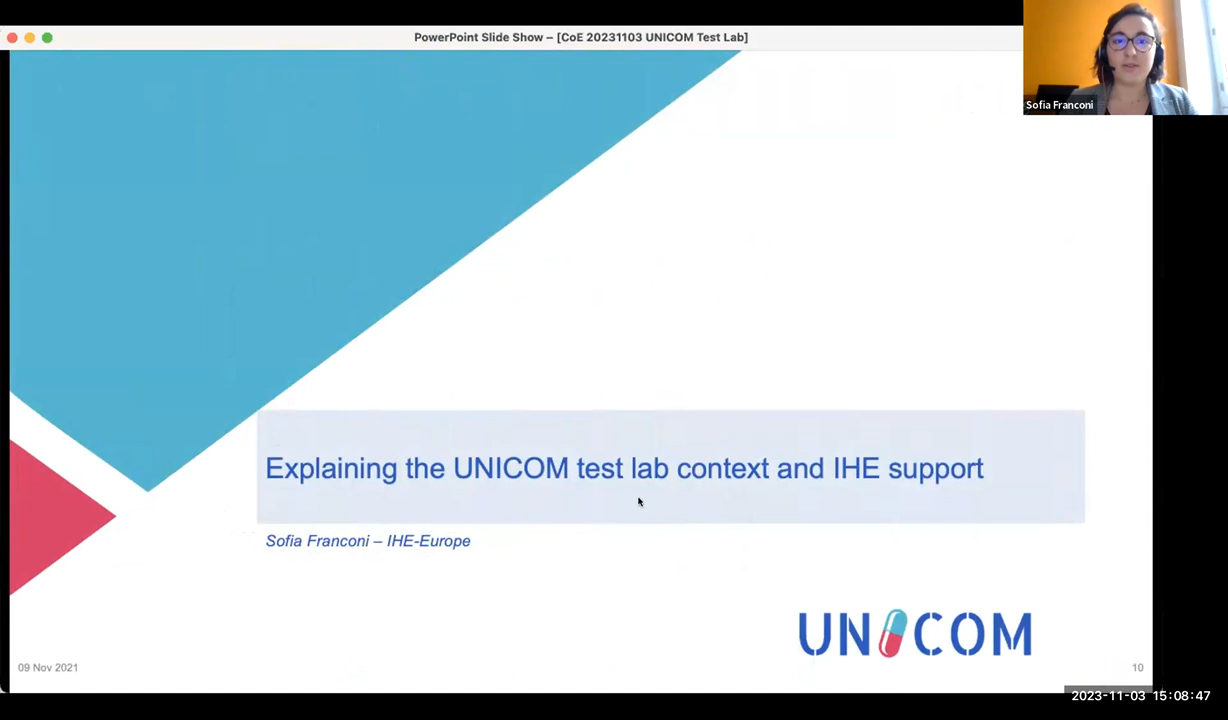 PowerPoint Slide Show – [CoE 20231103 UNICOM Test Lab]
Sofia Franconi
Explaining the UNICOM test lab context and IHE support
Sofia Franconi – IHE-Europe
UNICOM
09 Nov 2021
10
2023-11-03 15:08:47